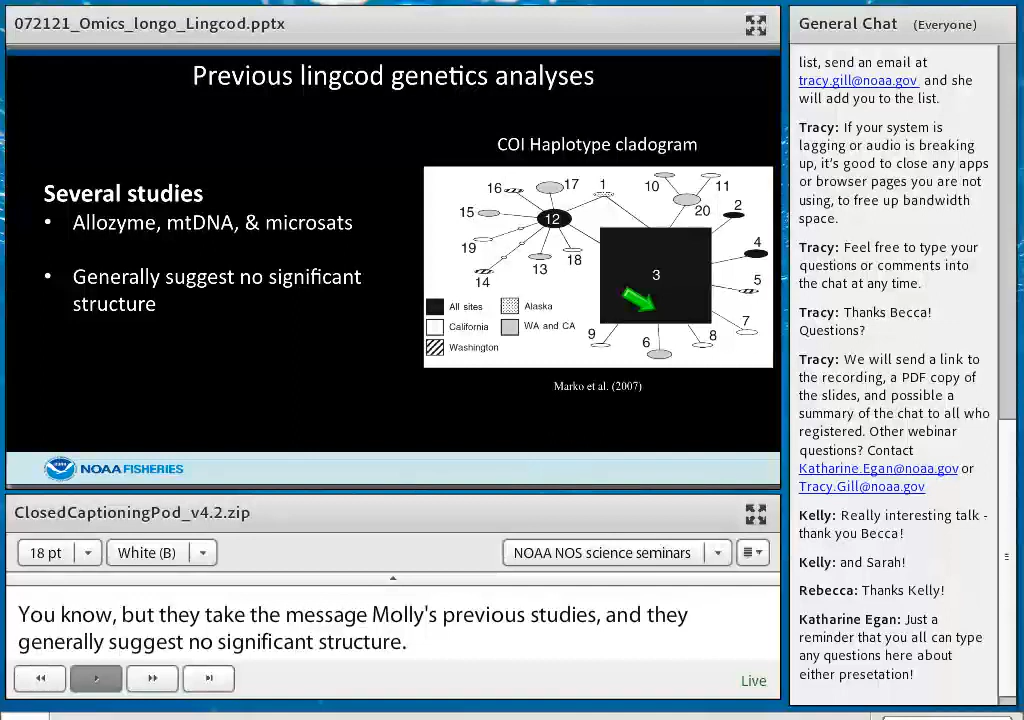 072121_Omics_longo_Lingcod.pptx
Previous lingcod genetics analyses
COI Haplotype cladogram
Several studies
• Allozyme, mtDNA, & microsats
• Generally suggest no significant
structure
16
17
1
10
11
15
12
20
2
19
18
3
4
14
13
5
All sites
Alaska
California
WA and CA
Washington
9
6
8
7
Marko et al. (2007)
NOAA FISHERIES
ClosedCaptioningPod_v4.2.zip
18 pt
White (B)
NOAA NOS science seminars
You know, but they take the message Molly's previous studies, and they
generally suggest no significant structure.
Live
General Chat (Everyone)
list, send an email at
tracy.gill@noaa.gov and she
will add you to the list.
Tracy: If your system is
lagging or audio is breaking
up, it's good to close any apps
or browser pages you are not
using, to free up bandwidth
space.
Tracy: Feel free to type your
questions or comments into
the chat at any time.
Tracy: Thanks Becca!
Questions?
Tracy: We will send a link to
the recording, a PDF copy of
the slides, and possible a
summary of the chat to all who
registered. Other webinar
questions? Contact
Katharine.Egan@noaa.gov or
Tracy.Gill@noaa.gov
Kelly: Really interesting talk -
thank you Becca!
Kelly: and Sarah!
Rebecca: Thanks Kelly!
Katharine Egan: Just a
reminder that you all can type
any questions here about
either presetation!